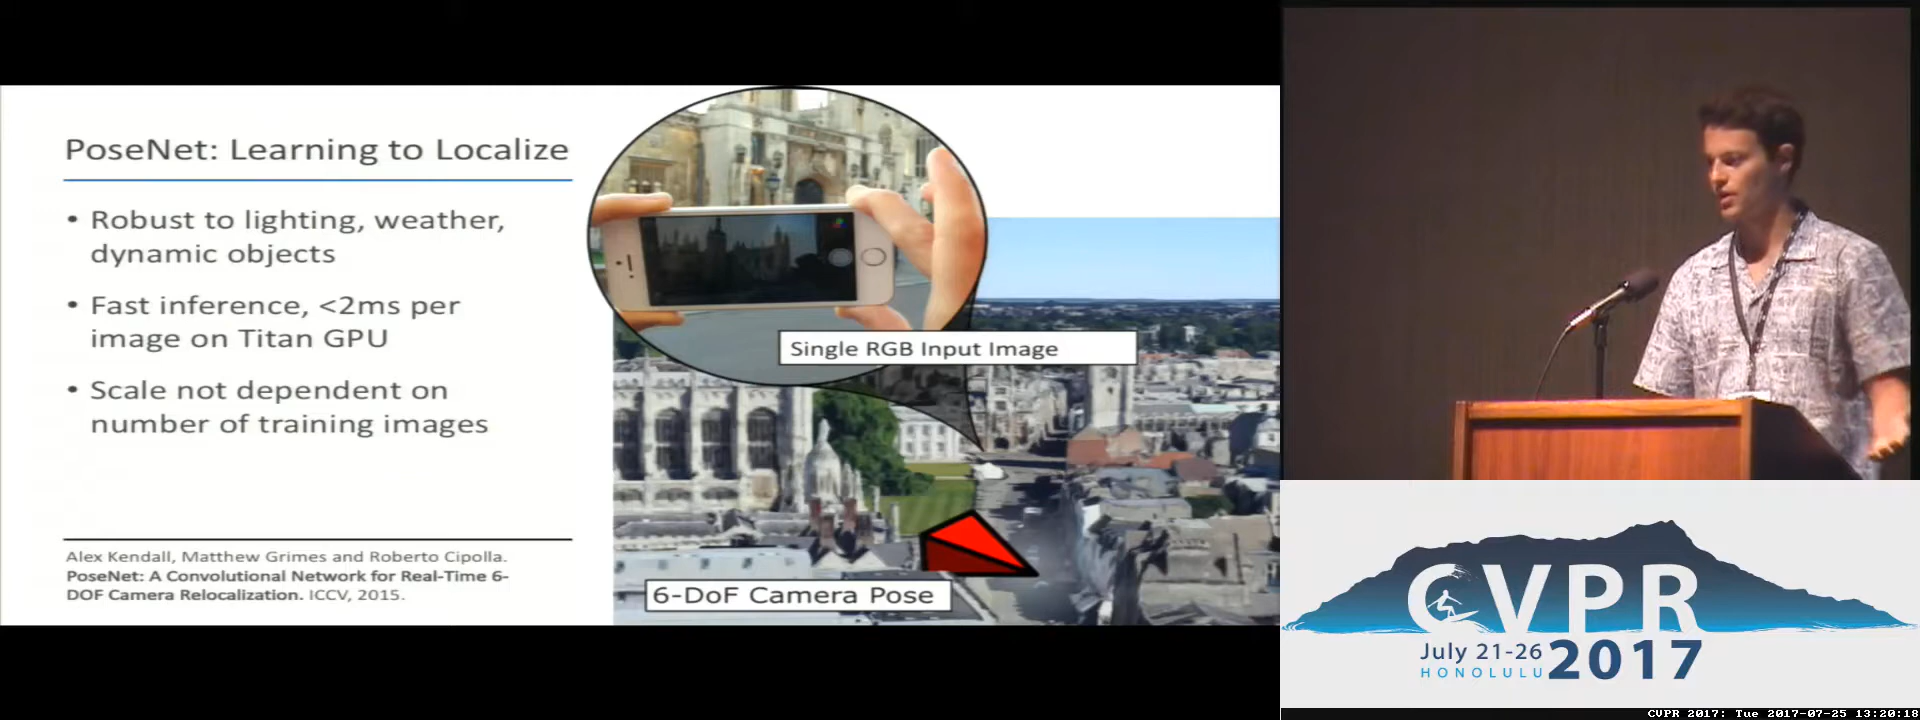 PoseNet: Learning to Localize
• Robust to lighting, weather,
dynamic objects
• Fast inference, <2ms per
image on Titan GPU
• Scale not dependent on
number of training images
Alex Kendall, Matthew Grimes and Roberto Cipolla.
PoseNet: A Convolutional Network for Real-Time 6-
DOF Camera Relocalization. ICCV, 2015.
Single RGB Input Image
6-DoF Camera Pose
CVPR
July 21-26
HONOLULU
2017
CVPR 2017: Tue 2017-07-25 13:20:18